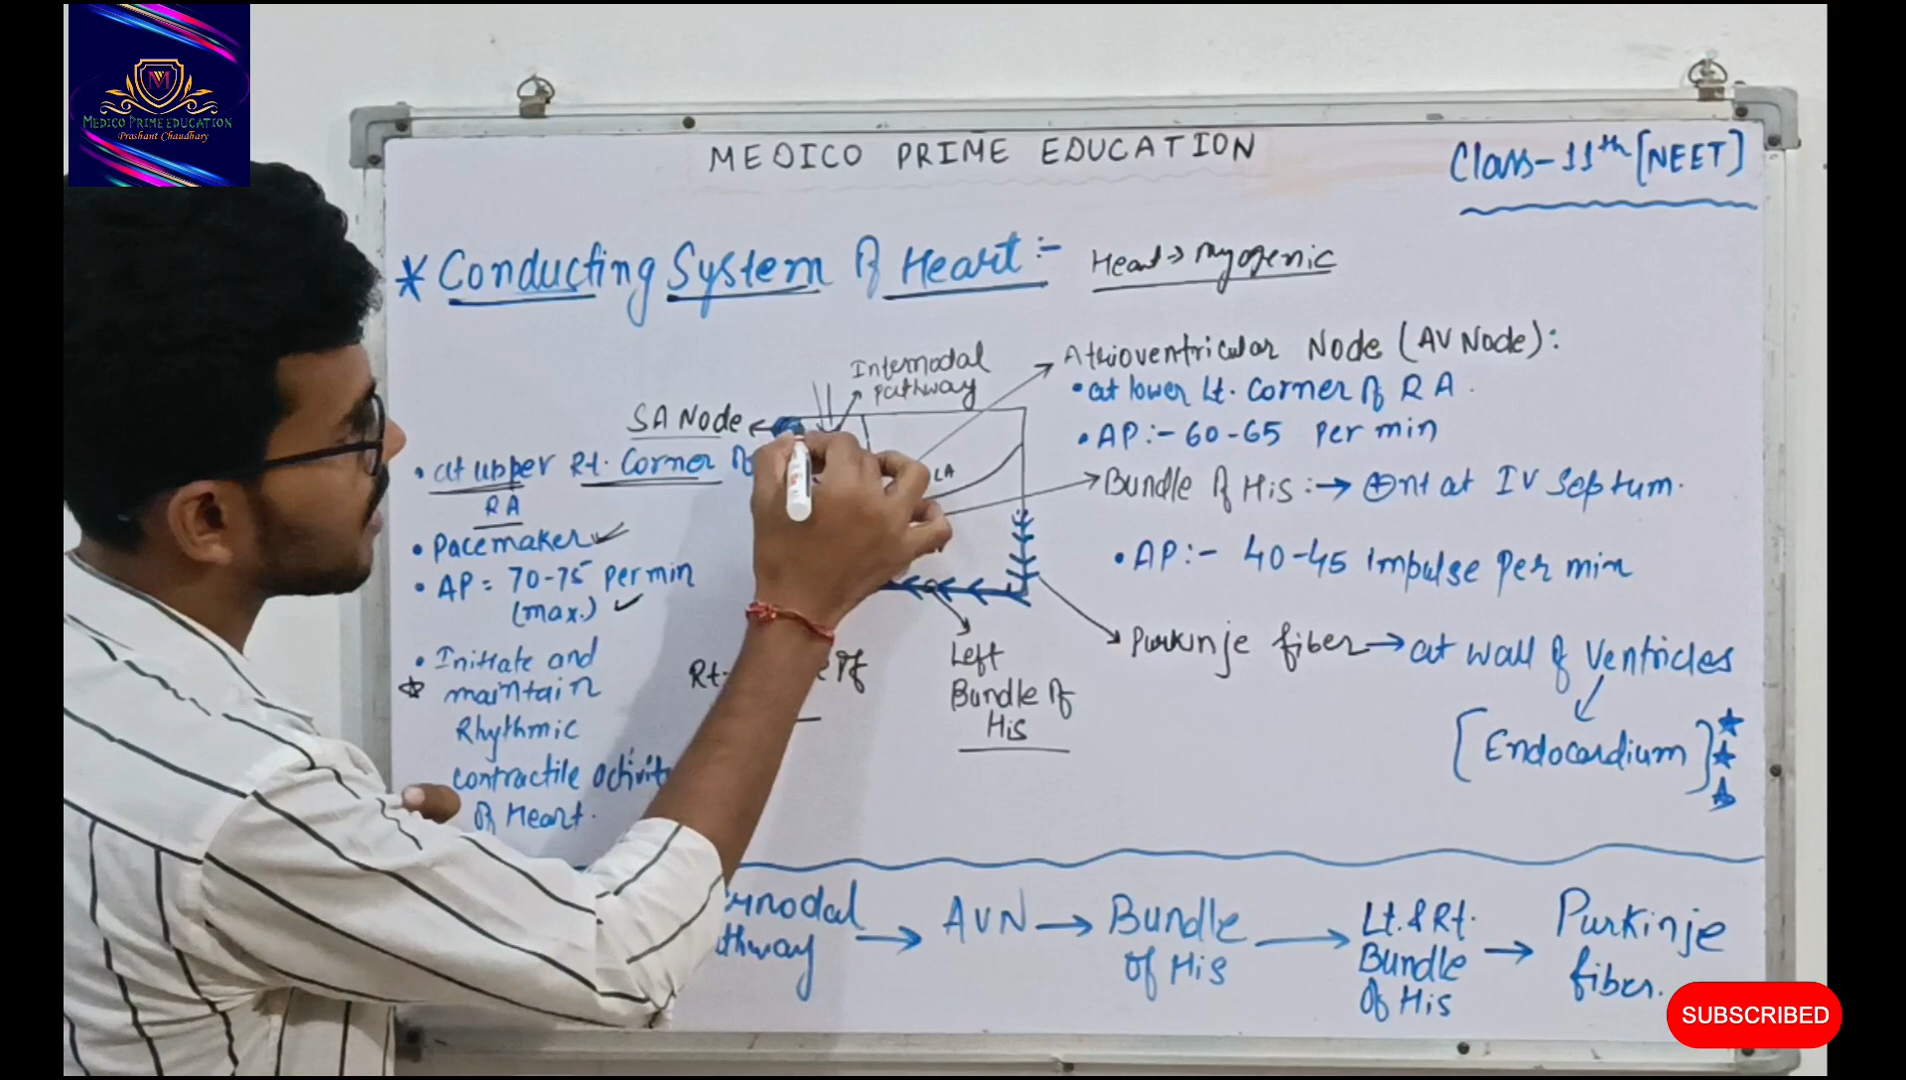 MEDICO PRIME EDUCATION
Prashant Chaudhary
MEDICO PRIME EDUCATION
Class-11th [NEET]
* Conducting System Of Heart :-
Heart → Myogenic
Internodal
pathway
SA Node
• at upper Rt. Corner Of
RA
• Pacemaker
• AP = 70-75 per min
(max.)
• Initiate and
maintain
Rhythmic
contractile activit
Of Heart.
LA
Atrioventricular Node (AV Node) :
• at lower Lt. Corner Of RA.
• AP :- 60-65 Per min
Bundle Of His :→ at IV Septum.
• AP :- 40-45 Impulse per min
Purkinje fiber → at wall Of Ventricles
[Endocardium]
Rt. Of
Left
Bundle Of
His
rnodal
thway → AVN → Bundle
Of His → Lt. & Rt.
Bundle
Of His → Purkinje
fiber.
SUBSCRIBED